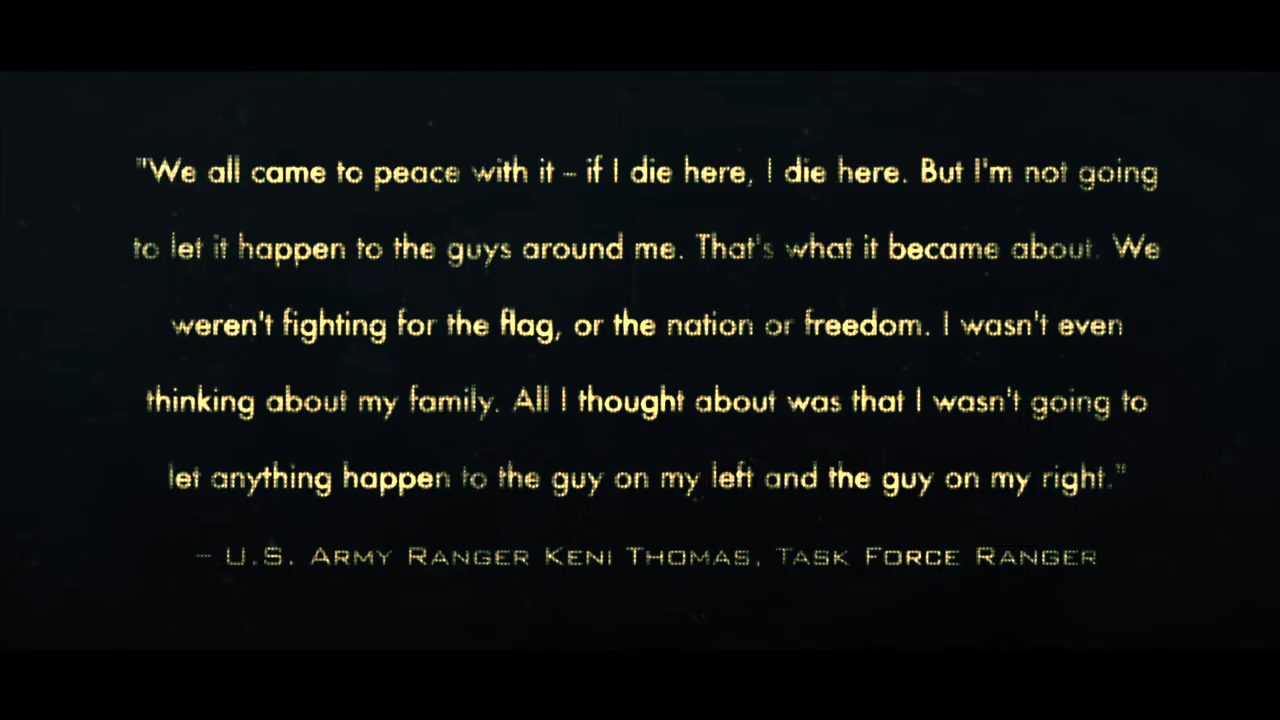 "We all came to peace with it – if I die here, I die here. But I'm not going
to let it happen to the guys around me. That's what it became about. We
weren't fighting for the flag, or the nation or freedom. I wasn't even
thinking about my family. All I thought about was that I wasn't going to
let anything happen to the guy on my left and the guy on my right."
– U.S. Army Ranger Keni Thomas, Task Force Ranger